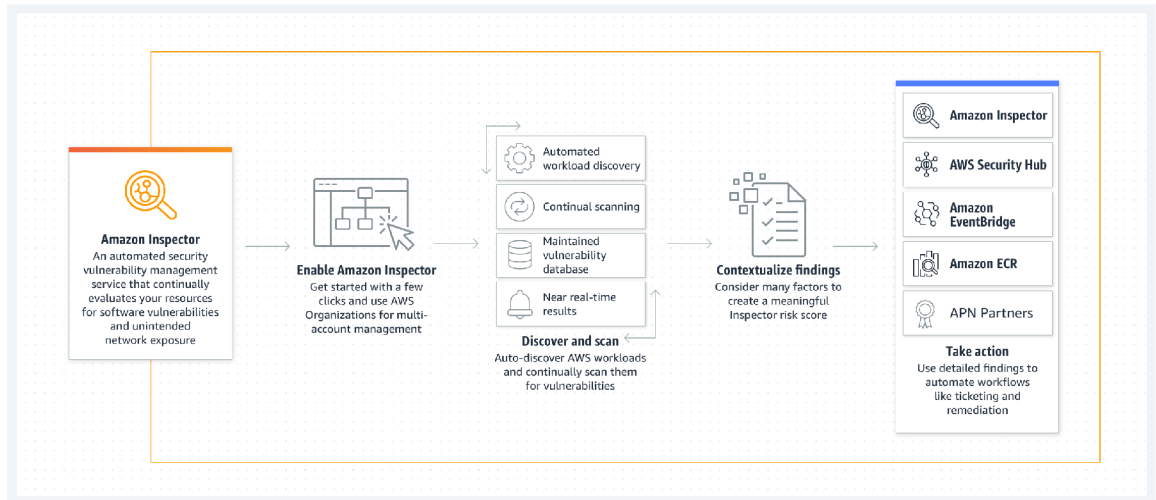 Amazon Inspector
An automated security
vulnerability management
service that continually
evaluates your resources
for software vulnerabilities
and unintended
network exposure
Enable Amazon Inspector
Get started with a few
clicks and use AWS
Organizations for multi-
account management
Automated
workload discovery
Continual scanning
Maintained
vulnerability
database
Near real-time
results
Discover and scan
Auto-discover AWS workloads
and continually scan them
for vulnerabilities
Contextualize findings
Consider many factors to
create a meaningful
Inspector risk score
Amazon Inspector
AWS Security Hub
Amazon
EventBridge
Amazon ECR
APN Partners
Take action
Use detailed findings to
automate workflows
like ticketing and
remediation